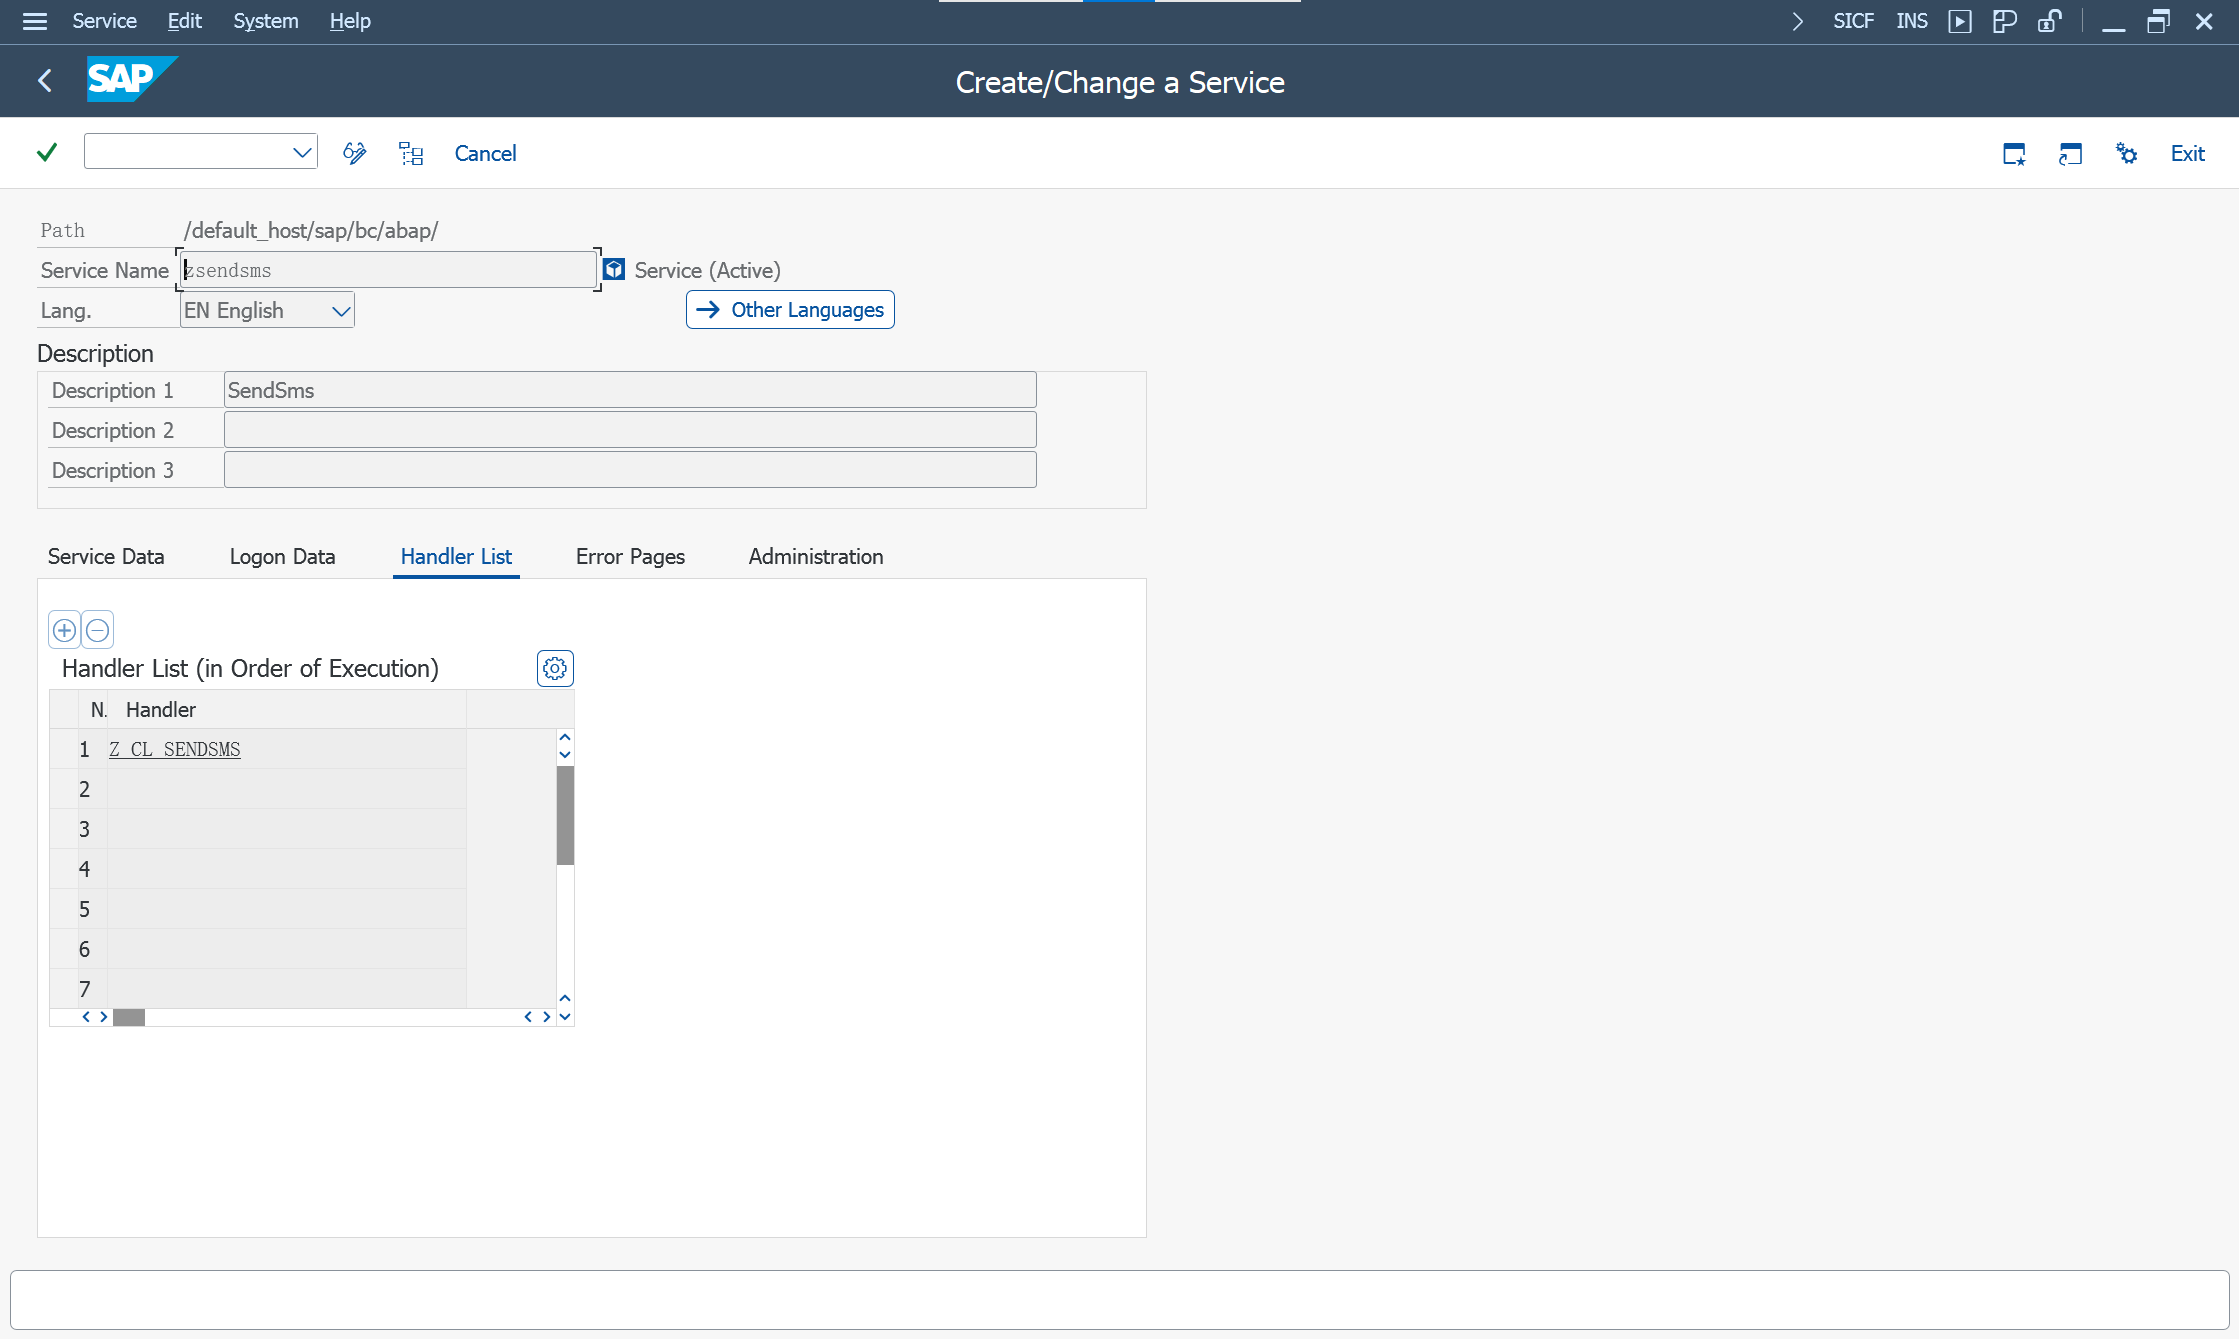 Service Edit System Help SICF INS
SAP Create/Change a Service
Cancel Exit
Path /default_host/sap/bc/abap/
Service Name zsendsms Service (Active)
Lang. EN English Other Languages
Description
Description 1 SendSms
Description 2
Description 3
Service Data Logon Data Handler List Error Pages Administration
Handler List (in Order of Execution)
N. Handler
1 Z_CL_SENDSMS
2
3
4
5
6
7